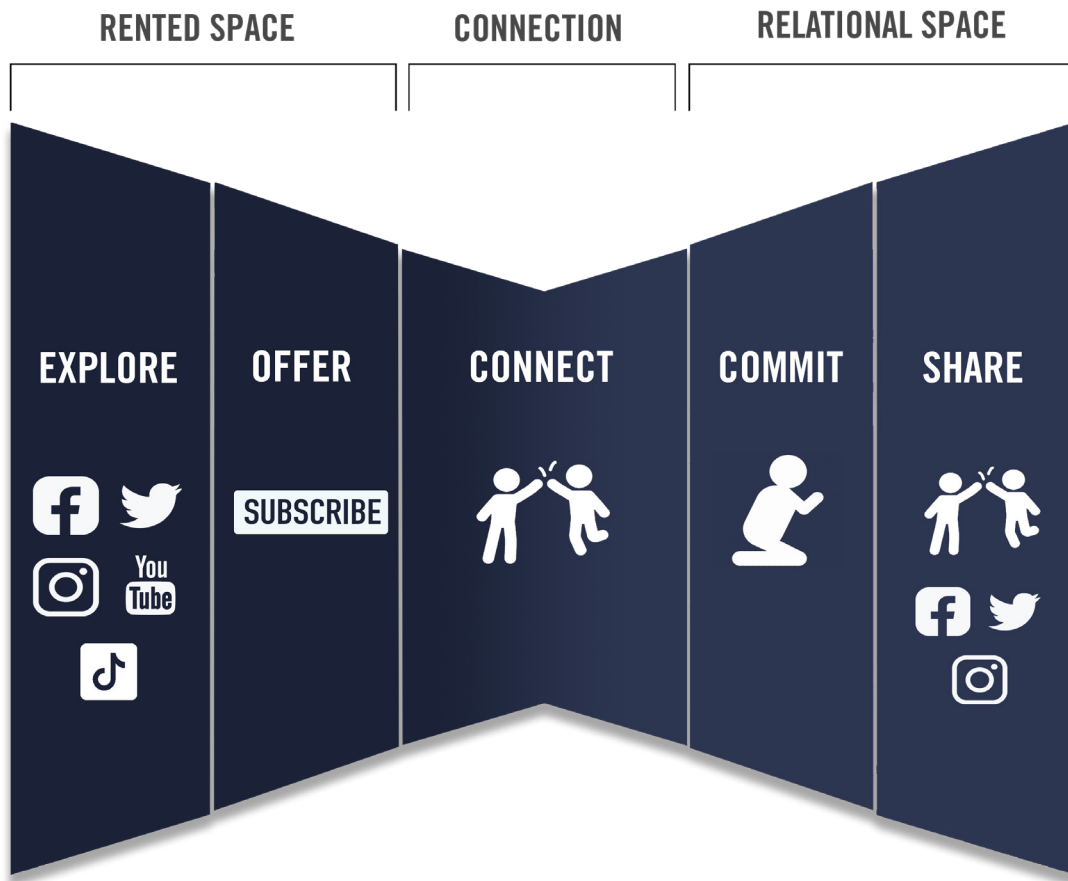 RENTED SPACE
CONNECTION
RELATIONAL SPACE
EXPLORE
OFFER
CONNECT
COMMIT
SHARE
SUBSCRIBE
You
Tube